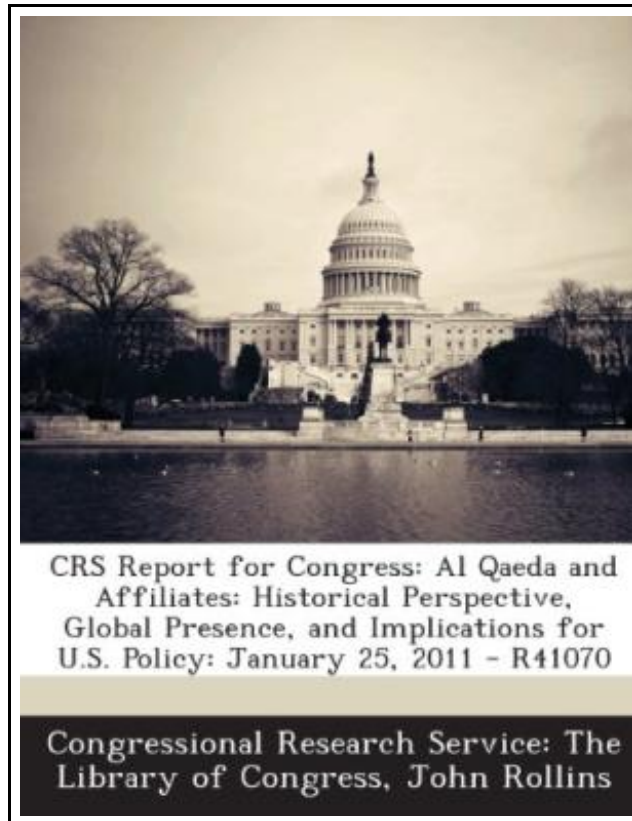 CRS Report for Congress: Al Qaeda and
Affiliates: Historical Perspective,
Global Presence, and Implications for
U.S. Policy: January 25, 2011 - R41070
Congressional Research Service: The
Library of Congress, John Rollins